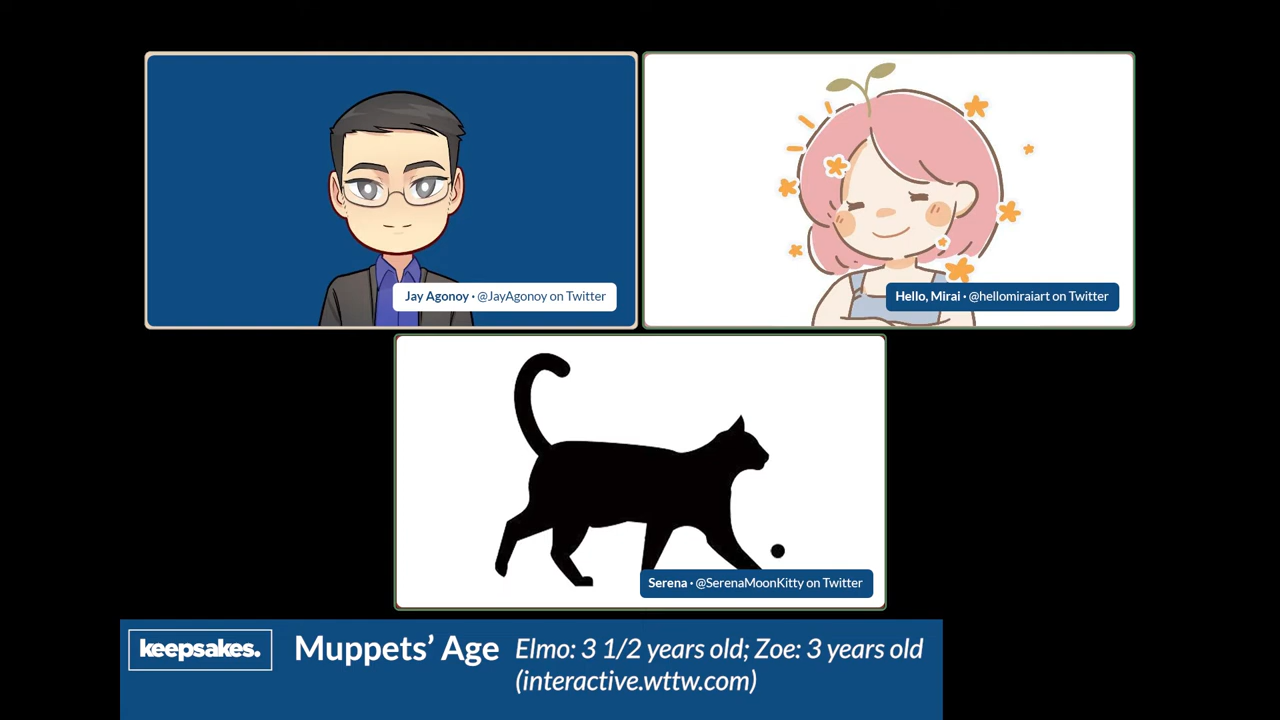 Jay Agonoy · @JayAgonoy on Twitter
Hello, Mirai · @hellomiraiart on Twitter
Serena · @SerenaMoonKitty on Twitter
keepsakes.
Muppets’ Age
Elmo: 3 1/2 years old; Zoe: 3 years old
(interactive.wttw.com)